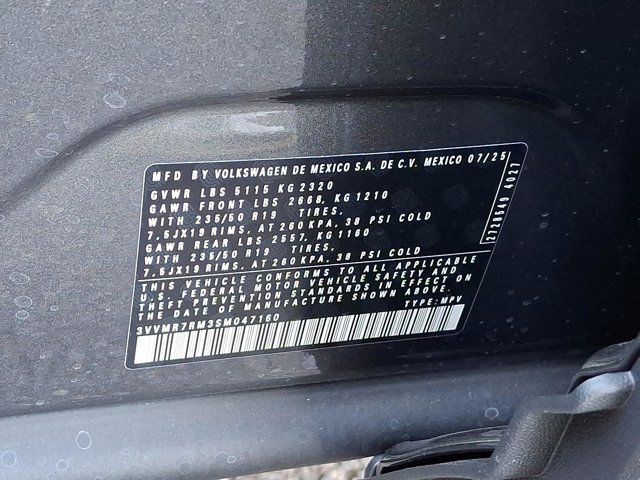 MFD BY VOLKSWAGEN DE MEXICO S.A. DE C.V. MEXICO 07/25
GVWR LBS 5115 KG 2320
GAWR FRONT LBS 2668, KG 1210
WITH 235/50 R19 TIRES,
7,5JX19 RIMS, AT 260 KPA, 38 PSI COLD
GAWR REAR LBS 2557, KG 1160
WITH 235/50 R19 TIRES,
7,5JX19 RIMS, AT 260 KPA, 38 PSI COLD
THIS VEHICLE CONFORMS TO ALL APPLICABLE
U.S. FEDERAL MOTOR VEHICLE SAFETY AND
THEFT PREVENTION STANDARDS IN EFFECT ON
THE DATE OF MANUFACTURE SHOWN ABOVE.
3VVMR7RM3SM047160 TYPE: MPV
2728549 4027